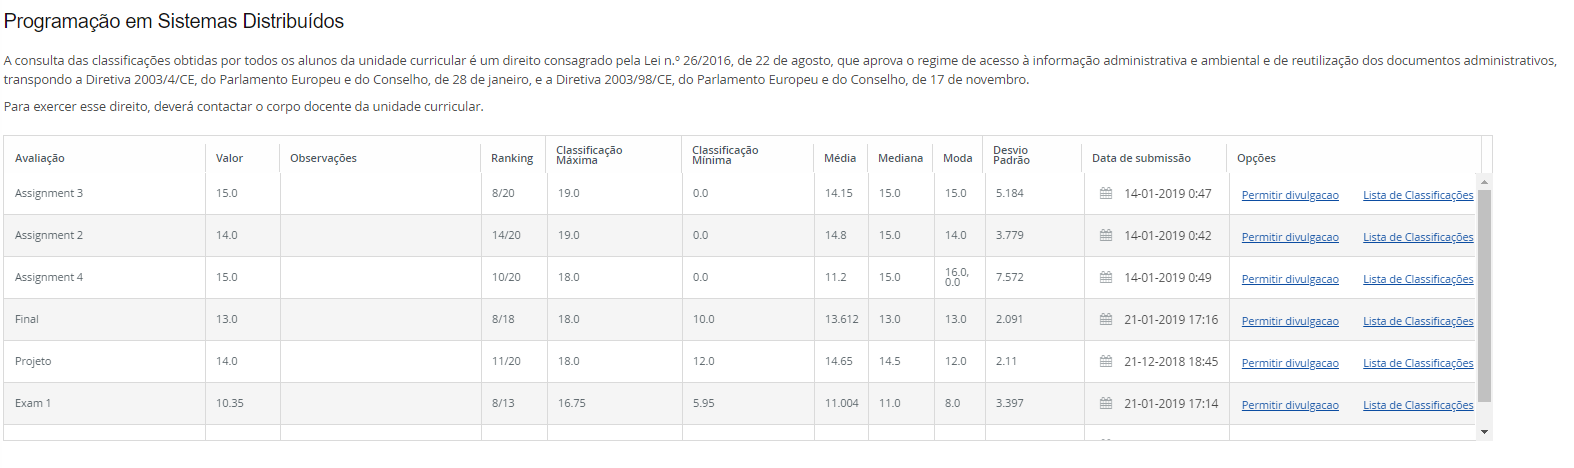 Programação em Sistemas Distribuídos
A consulta das classificações obtidas por todos os alunos da unidade curricular é um direito consagrado pela Lei n.º 26/2016, de 22 de agosto, que aprova o regime de acesso à informação administrativa e ambiental e de reutilização dos documentos administrativos,
transpondo a Diretiva 2003/4/CE, do Parlamento Europeu e do Conselho, de 28 de janeiro, e a Diretiva 2003/98/CE, do Parlamento Europeu e do Conselho, de 17 de novembro.
Para exercer esse direito, deverá contactar o corpo docente da unidade curricular.
Avaliação Valor Observações Ranking Classificação Máxima Classificação Mínima Média Mediana Moda Desvio Padrão Data de submissão Opções
Assignment 3 15.0 8/20 19.0 0.0 14.15 15.0 15.0 5.184 14-01-2019 0:47 Permitir divulgacao Lista de Classificações
Assignment 2 14.0 14/20 19.0 0.0 14.8 15.0 14.0 3.779 14-01-2019 0:42 Permitir divulgacao Lista de Classificações
Assignment 4 15.0 10/20 18.0 0.0 11.2 15.0 16.0, 0.0 7.572 14-01-2019 0:49 Permitir divulgacao Lista de Classificações
Final 13.0 8/18 18.0 10.0 13.612 13.0 13.0 2.091 21-01-2019 17:16 Permitir divulgacao Lista de Classificações
Projeto 14.0 11/20 18.0 12.0 14.65 14.5 12.0 2.11 21-12-2018 18:45 Permitir divulgacao Lista de Classificações
Exam 1 10.35 8/13 16.75 5.95 11.004 11.0 8.0 3.397 21-01-2019 17:14 Permitir divulgacao Lista de Classificações